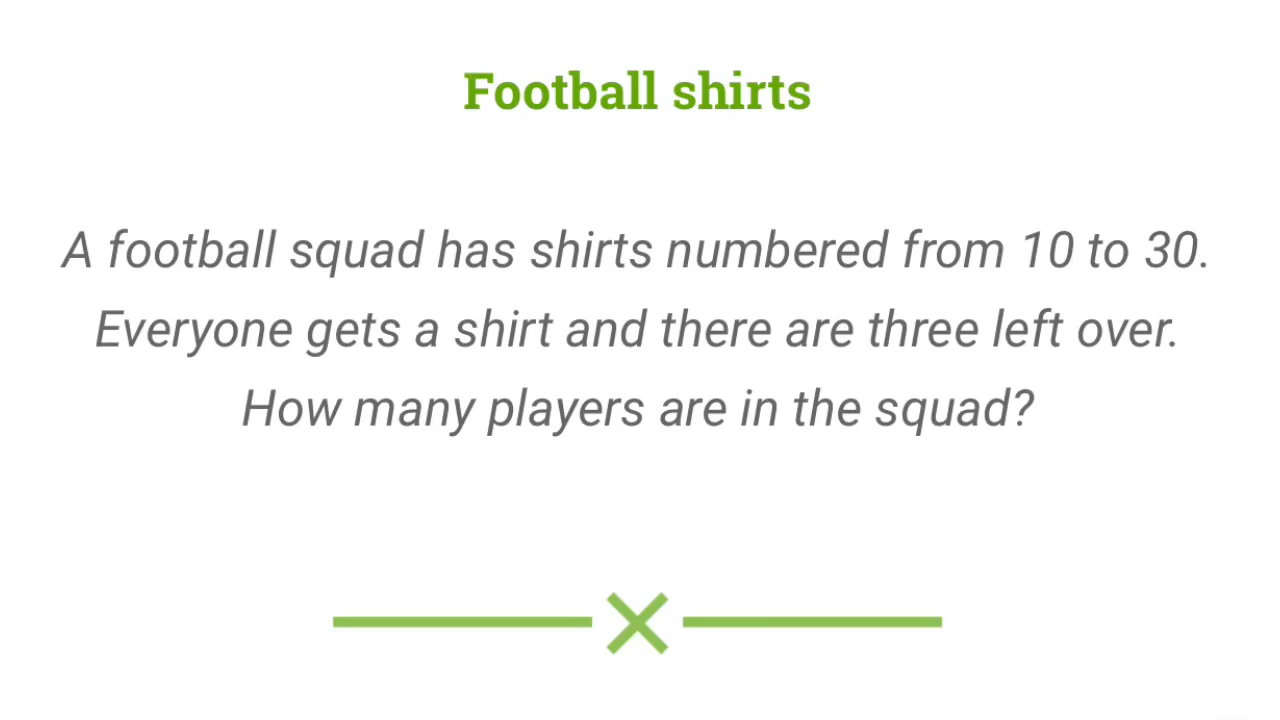 Football shirts
A football squad has shirts numbered from 10 to 30.
Everyone gets a shirt and there are three left over.
How many players are in the squad?